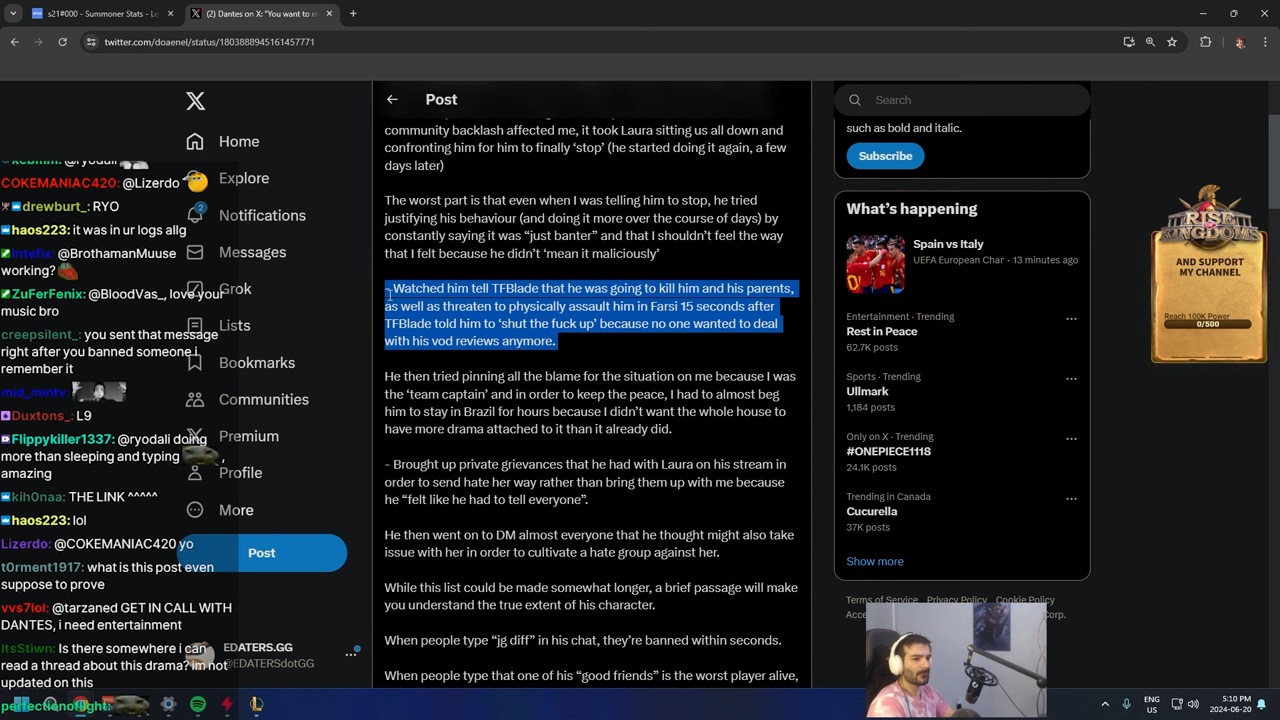 s21#000 - Summoner Stats - Le
(2) Dantes on X: "You want to m
twitter.com/doaenel/status/1803888945161457771
Post
community backlash affected me, it took Laura sitting us all down and
confronting him for him to finally ‘stop’ (he started doing it again, a few
days later)
The worst part is that even when I was telling him to stop, he tried
justifying his behaviour (and doing it more over the course of days) by
constantly saying it was “just banter” and that I shouldn’t feel the way
that I felt because he didn’t ‘mean it maliciously’
- Watched him tell TFBlade that he was going to kill him and his parents,
as well as threaten to physically assault him in Farsi 15 seconds after
TFBlade told him to ‘shut the fuck up’ because no one wanted to deal
with his vod reviews anymore.
He then tried pinning all the blame for the situation on me because I was
the ‘team captain’ and in order to keep the peace, I had to almost beg
him to stay in Brazil for hours because I didn’t want the whole house to
have more drama attached to it than it already did.
- Brought up private grievances that he had with Laura on his stream in
order to send hate her way rather than bring them up with me because
he “felt like he had to tell everyone”.
He then went on to DM almost everyone that he thought might also take
issue with her in order to cultivate a hate group against her.
While this list could be made somewhat longer, a brief passage will make
you understand the true extent of his character.
When people type “jg diff” in his chat, they’re banned within seconds.
When people type that one of his “good friends” is the worst player alive,
Home
Explore
2
Notifications
Messages
Grok
Lists
Bookmarks
Communities
Premium
Profile
More
Post
EDATERS.GG
@EDATERSdotGG
COKEMANIAC420: @Lizerdo
drewburt_: RYO
haos223: it was in ur logs allg
Intefix: @BrothamanMuuse
working?
ZuFerFenix: @BloodVas_, love your
music bro
creepsilent_: you sent that message
right after you banned someone i
remember it
mid_minty:
Duxtons_: L9
Flippykiller1337: @ryodali doing
more than sleeping and typing ,
amazing
kih0naa: THE LINK ^^^^^
haos223: lol
Lizerdo: @COKEMANIAC420 yo
t0rment1917: what is this post even
suppose to prove
vvs7lol: @tarzaned GET IN CALL WITH
DANTES, i need entertainment
ItsStiwn: Is there somewhere i can
read a thread about this drama? im not
updated on this
perfectionoflight:
Search
such as bold and italic.
Subscribe
What’s happening
Spain vs Italy
UEFA European Char · 13 minutes ago
Entertainment · Trending
Rest in Peace
62.7K posts
Sports · Trending
Ullmark
1,184 posts
Only on X · Trending
#ONEPIECE1118
24.1K posts
Trending in Canada
Cucurella
37K posts
Show more
Terms of Service Privacy Policy Cookie Policy
RISE OF
KINGDOMS
AND SUPPORT
MY CHANNEL
Reach 100K Power
0/500
ENG
US
5:10 PM
2024-06-20